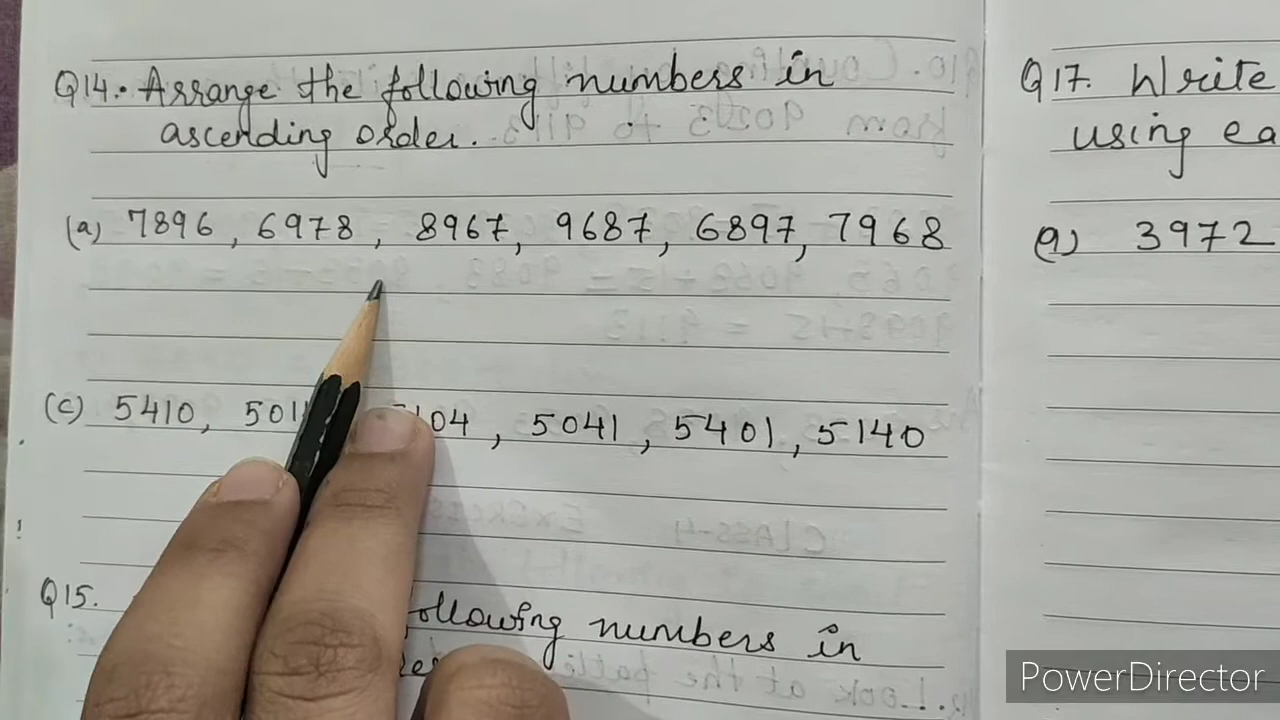 Q14. Arrange the following numbers in
ascending order.
(a) 7896, 6978, 8967, 9687, 6897, 7968
(c) 5410, 5041, 5401, 5140
Q15. following numbers in
Q17. Write
using
(a) 3972
PowerDirector